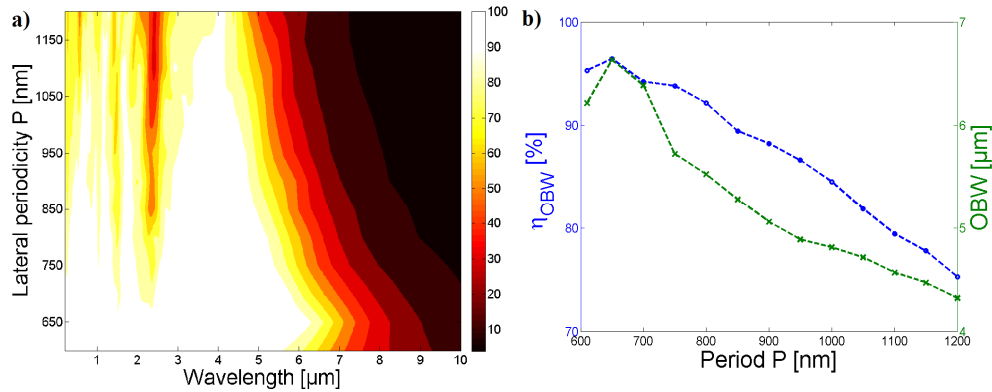 a)
Lateral periodicity P [nm]
1150
1050
950
850
750
650
1 2 3 4 5 6 7 8 9 10
Wavelength [µm]
100
90
80
70
60
50
40
30
20
10
b)
η OBW [%]
100
90
80
70
600 700 800 900 1000 1100 1200
Period P [nm]
7
6
5
4
OBW [µm]